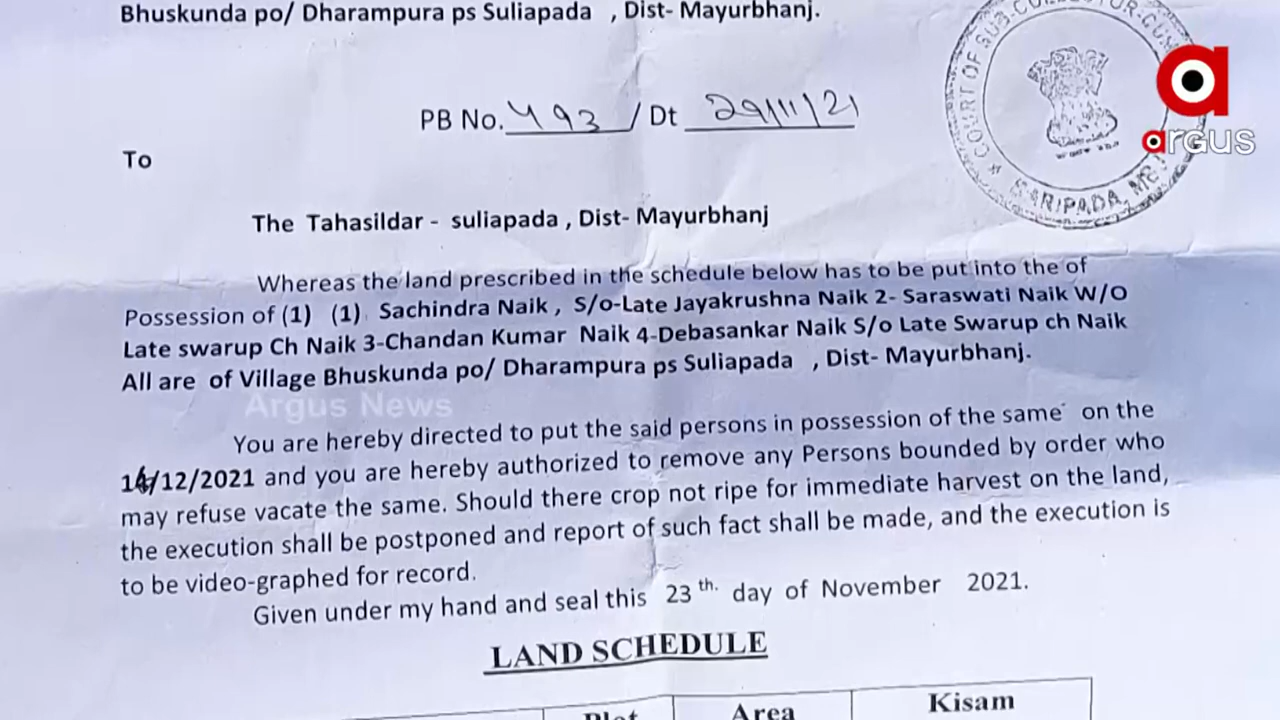 Bhuskunda po/ Dharampura ps Suliapada , Dist- Mayurbhanj.
COURT OF SUB-COLLECTOR-CUM
argus
PB No. 493 / Dt 29/11/21
To
The Tahasildar - suliapada , Dist- Mayurbhanj
Whereas the land prescribed in the schedule below has to be put into the of
Possession of (1) (1) Sachindra Naik , S/o-Late Jayakrushna Naik 2- Saraswati Naik W/O
Late swarup Ch Naik 3-Chandan Kumar Naik 4-Debasankar Naik S/o Late Swarup ch Naik
All are of Village Bhuskunda po/ Dharampura ps Suliapada , Dist- Mayurbhanj.
Argus News
You are hereby directed to put the said persons in possession of the same on the
14/12/2021 and you are hereby authorized to remove any Persons bounded by order who
may refuse vacate the same. Should there crop not ripe for immediate harvest on the land,
the execution shall be postponed and report of such fact shall be made, and the execution is
to be video-graphed for record.
Given under my hand and seal this 23 th. day of November 2021.
LAND SCHEDULE
Plot Area Kisam